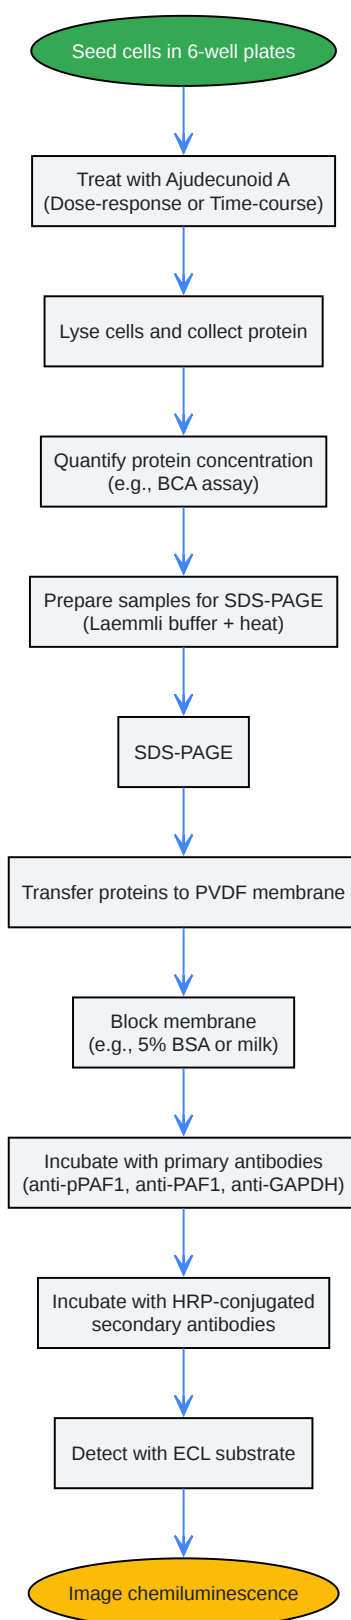 Seed cells in 6-well plates
Treat with Ajudecunoid A
(Dose-response or Time-course)
Lyse cells and collect protein
Quantify protein concentration
(e.g., BCA assay)
Prepare samples for SDS-PAGE
(Laemmli buffer + heat)
SDS-PAGE
Transfer proteins to PVDF membrane
Block membrane
(e.g., 5% BSA or milk)
Incubate with primary antibodies
(anti-pPAF1, anti-PAF1, anti-GAPDH)
Incubate with HRP-conjugated
secondary antibodies
Detect with ECL substrate
Image chemiluminescence